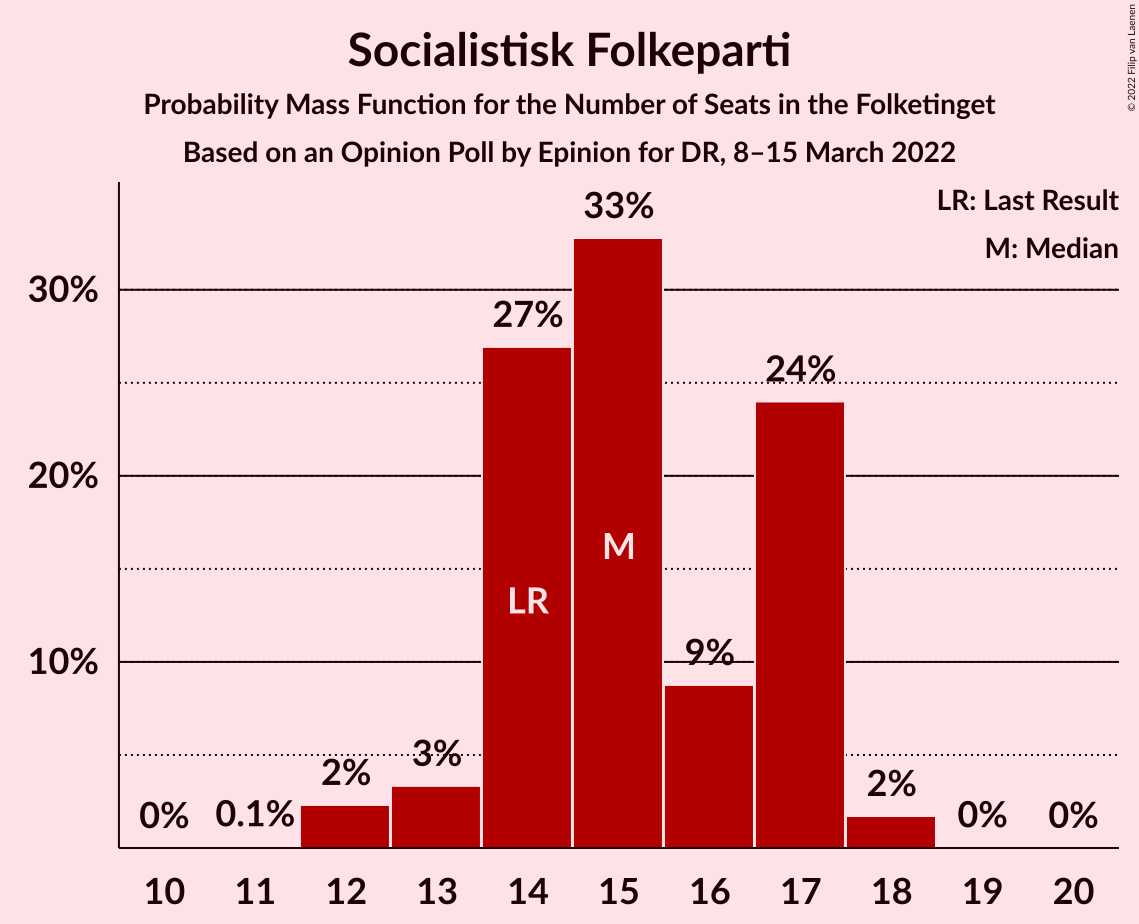 Socialistisk Folkeparti
Probability Mass Function for the Number of Seats in the Folketinget
Based on an Opinion Poll by Epinion for DR, 8–15 March 2022
© 2022 Filip van Laenen
LR: Last Result
M: Median
33%
30%
27%
24%
20%
M
LR
10%
9%
3%
2%
2%
0%
0.1%
0%
0%
10 11 12 13 14 15 16 17 18 19 20